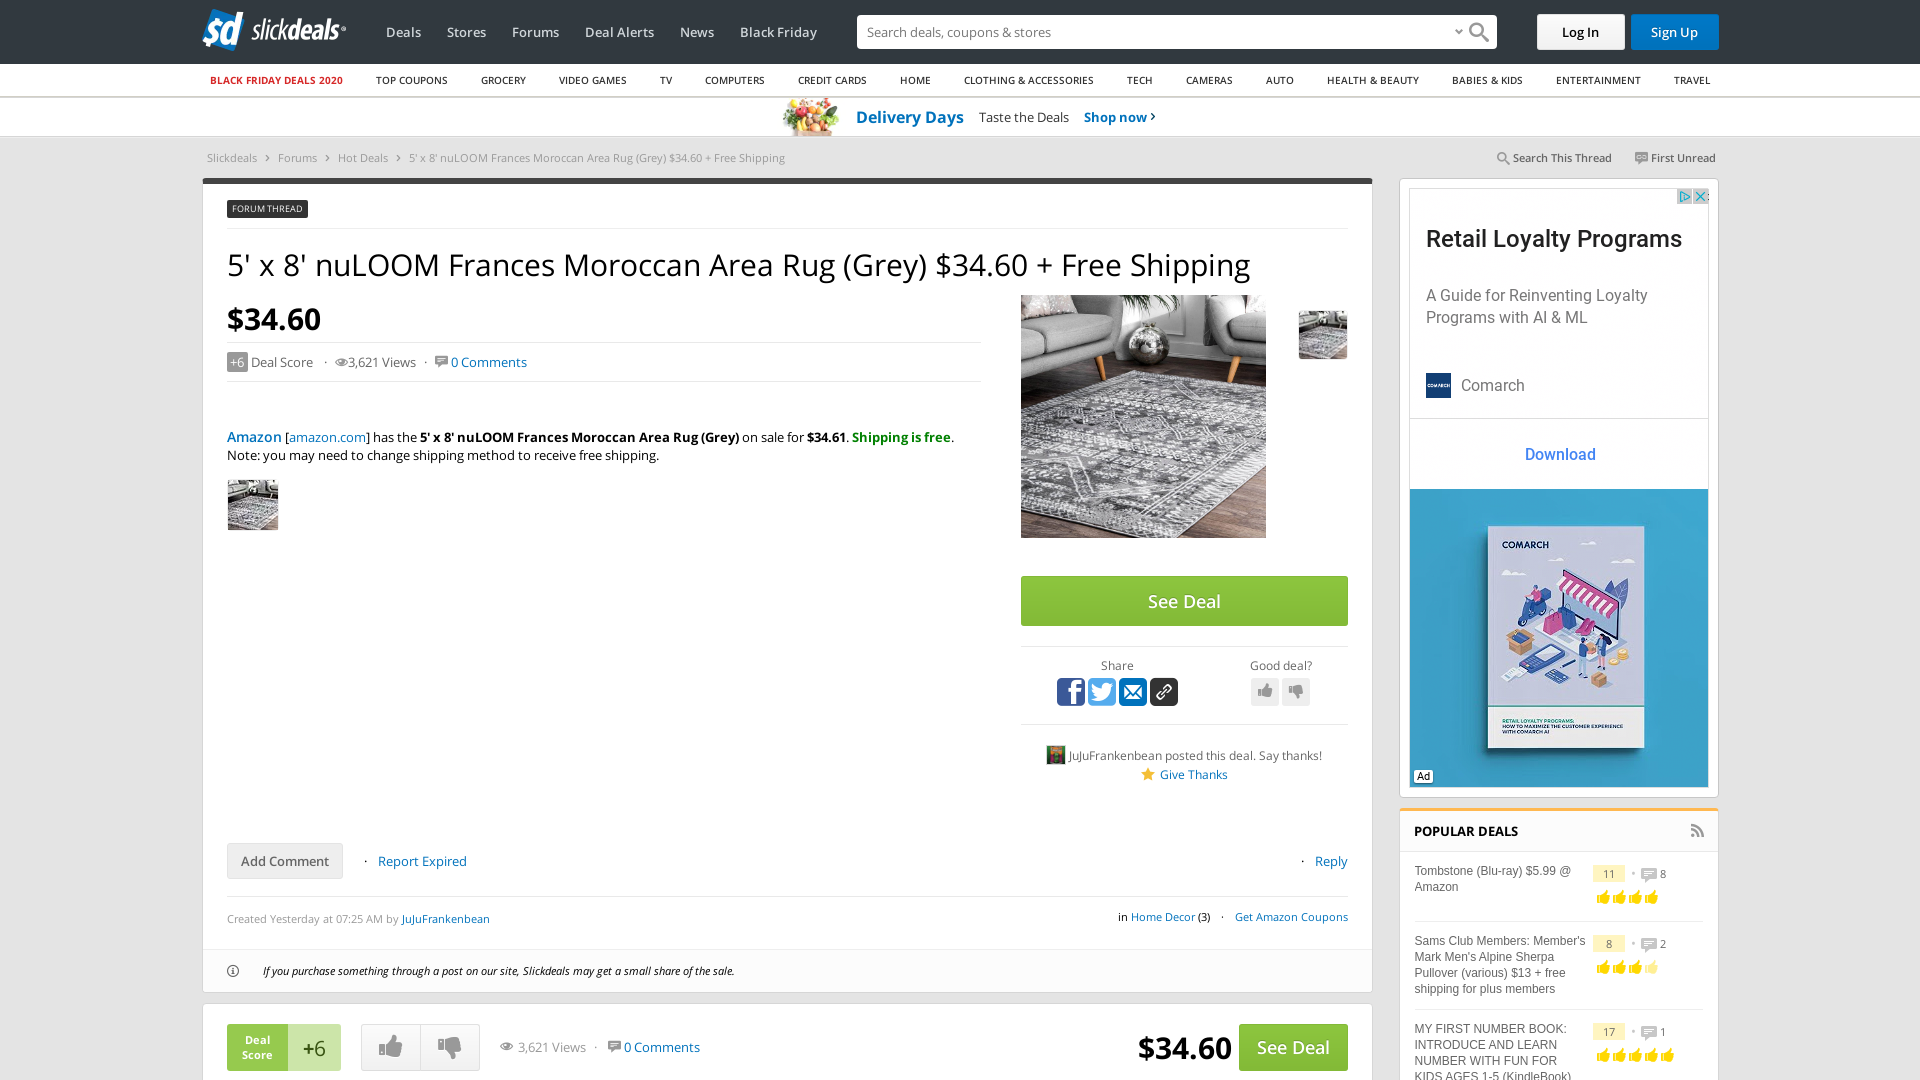 slickdeals
Deals
Stores
Forums
Deal Alerts
News
Black Friday
Search deals, coupons & stores
Log In
Sign Up
BLACK FRIDAY DEALS 2020
TOP COUPONS
GROCERY
VIDEO GAMES
TV
COMPUTERS
CREDIT CARDS
HOME
CLOTHING & ACCESSORIES
TECH
CAMERAS
AUTO
HEALTH & BEAUTY
BABIES & KIDS
ENTERTAINMENT
TRAVEL
Delivery Days Taste the Deals Shop now ›
Slickdeals › Forums › Hot Deals › 5' x 8' nuLOOM Frances Moroccan Area Rug (Grey) $34.60 + Free Shipping
Search This Thread
First Unread
FORUM THREAD
5' x 8' nuLOOM Frances Moroccan Area Rug (Grey) $34.60 + Free Shipping
$34.60
+6 Deal Score · 3,621 Views · 0 Comments
Amazon [amazon.com] has the 5' x 8' nuLOOM Frances Moroccan Area Rug (Grey) on sale for $34.61. Shipping is free.
Note: you may need to change shipping method to receive free shipping.
See Deal
Share
Good deal?
JuJuFrankenbean posted this deal. Say thanks!
Give Thanks
Add Comment
· Report Expired
· Reply
Created Yesterday at 07:25 AM by JuJuFrankenbean
in Home Decor (3) · Get Amazon Coupons
If you purchase something through a post on our site, Slickdeals may get a small share of the sale.
Deal
Score
+6
3,621 Views · 0 Comments
$34.60
See Deal
Retail Loyalty Programs
A Guide for Reinventing Loyalty
Programs with AI & ML
COMARCH
Comarch
Download
COMARCH
RETAIL LOYALTY PROGRAMS:
HOW TO MAXIMIZE THE CUSTOMER EXPERIENCE
WITH COMARCH AI
Ad
POPULAR DEALS
Tombstone (Blu-ray) $5.99 @
Amazon
11 • 8
Sams Club Members: Member's
Mark Men's Alpine Sherpa
Pullover (various) $13 + free
shipping for plus members
8 • 2
MY FIRST NUMBER BOOK:
INTRODUCE AND LEARN
NUMBER WITH FUN FOR
KIDS AGES 1-5 (KindleBook)
17 • 1